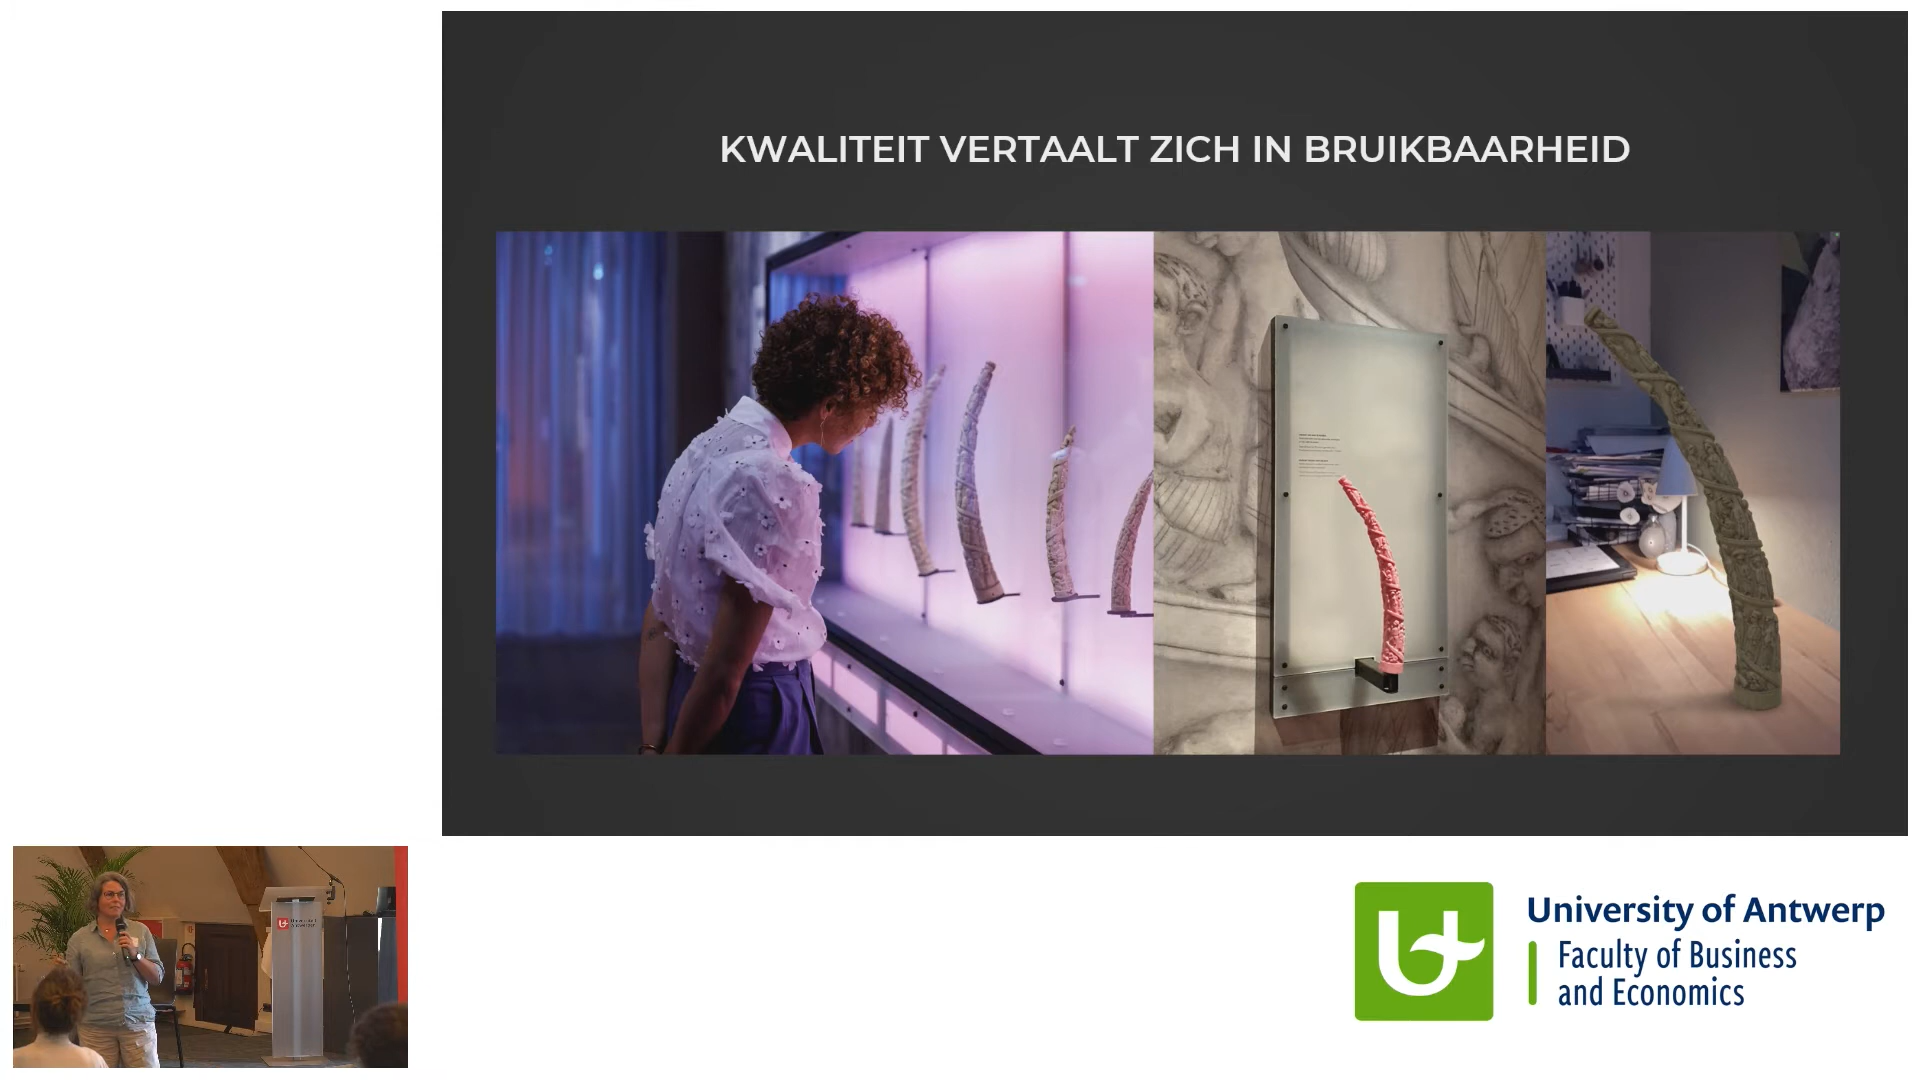 KWALITEIT VERTAALT ZICH IN BRUIKBAARHEID
University of Antwerp
Faculty of Business
and Economics